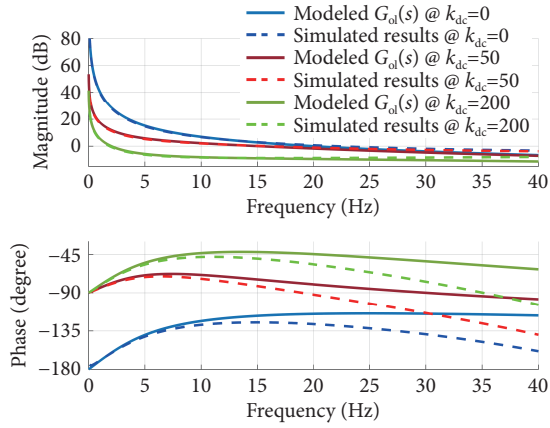 Modeled G_ol(s) @ k_dc=0
Simulated results @ k_dc=0
Modeled G_ol(s) @ k_dc=50
Simulated results @ k_dc=50
Modeled G_ol(s) @ k_dc=200
Simulated results @ k_dc=200
Magnitude (dB)
80
60
40
20
0
0 5 10 15 20 25 30 35 40
Frequency (Hz)
Phase (degree)
−45
−90
−135
−180
0 5 10 15 20 25 30 35 40
Frequency (Hz)